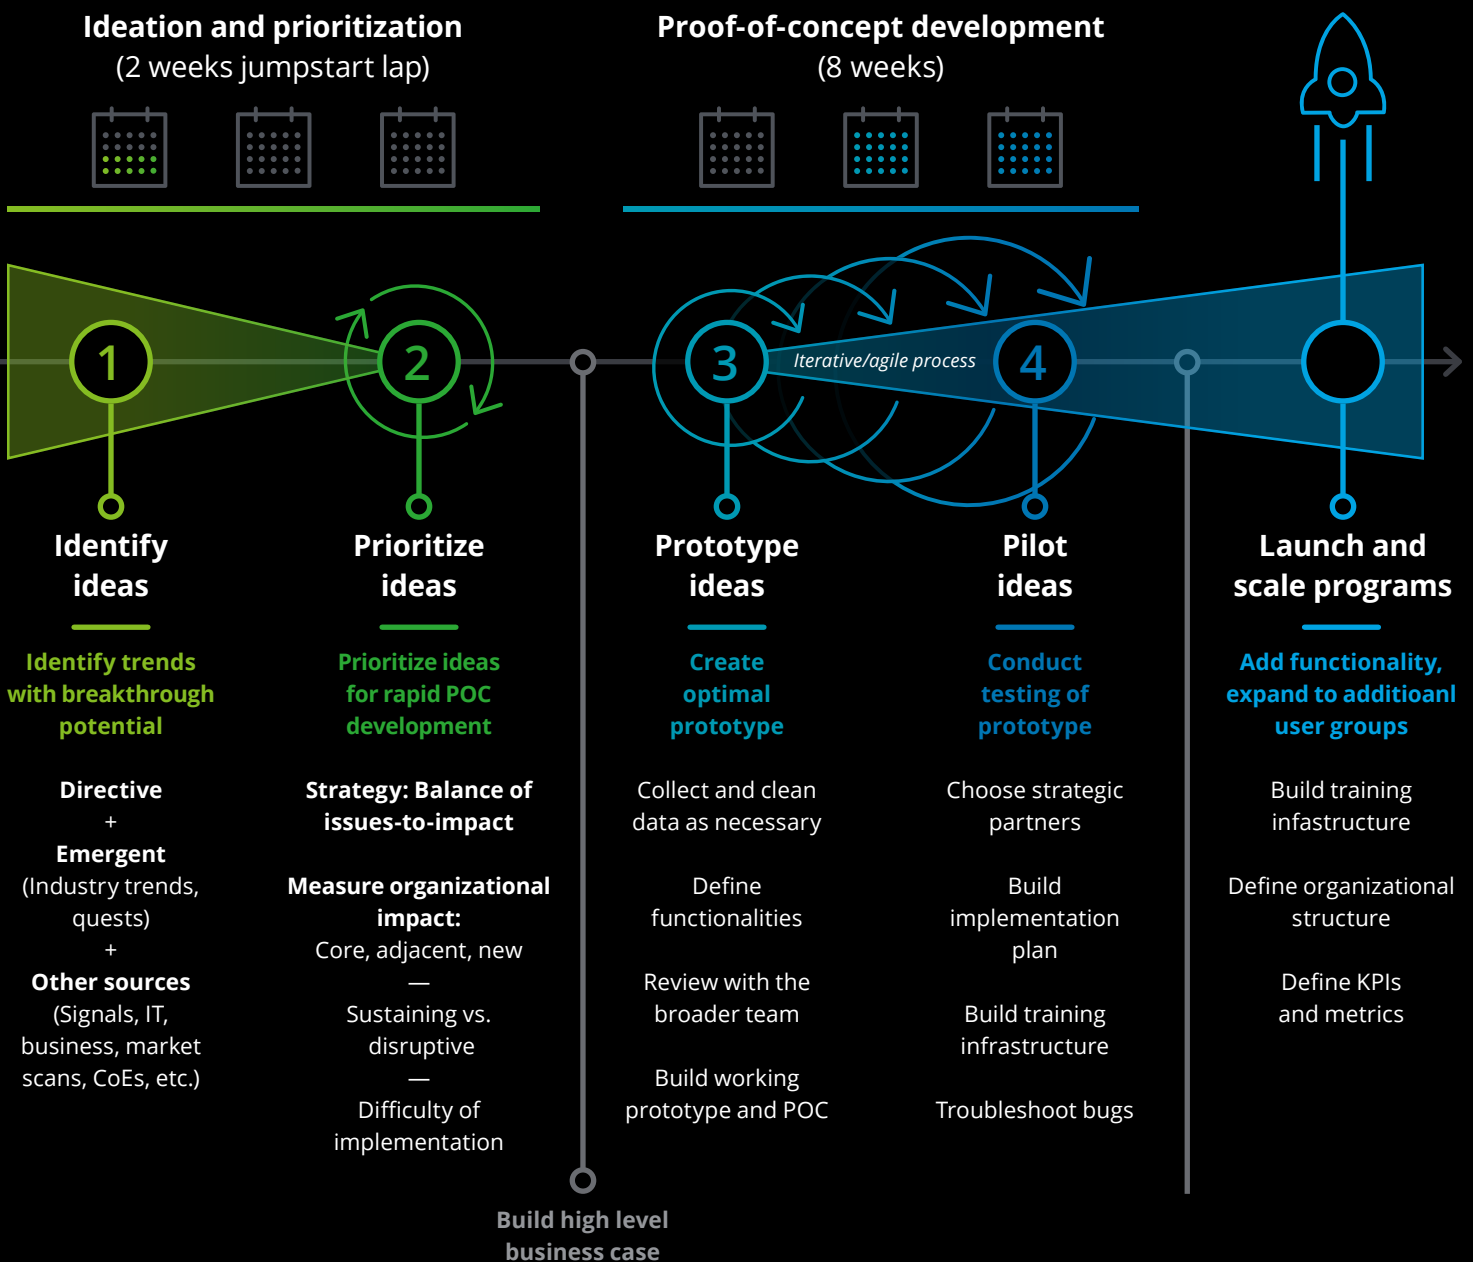 Ideation and prioritization
(2 weeks jumpstart lap)
Proof-of-concept development
(8 weeks)
1
2
3
Iterative/agile process
4
Identify
ideas
Identify trends
with breakthrough
potential
Directive
+
Emergent
(Industry trends,
quests)
+
Other sources
(Signals, IT,
business, market
scans, CoEs, etc.)
Prioritize
ideas
Prioritize ideas
for rapid POC
development
Strategy: Balance of
issues-to-impact
Measure organizational
impact:
Core, adjacent, new
—
Sustaining vs.
disruptive
—
Difficulty of
implementation
Build high level
business case
Prototype
ideas
Create
optimal
prototype
Collect and clean
data as necessary
Define
functionalities
Review with the
broader team
Build working
prototype and POC
Pilot
ideas
Conduct
testing of
prototype
Choose strategic
partners
Build
implementation
plan
Build training
infrastructure
Troubleshoot bugs
Launch and
scale programs
Add functionality,
expand to additioanl
user groups
Build training
infastructure
Define organizational
structure
Define KPIs
and metrics